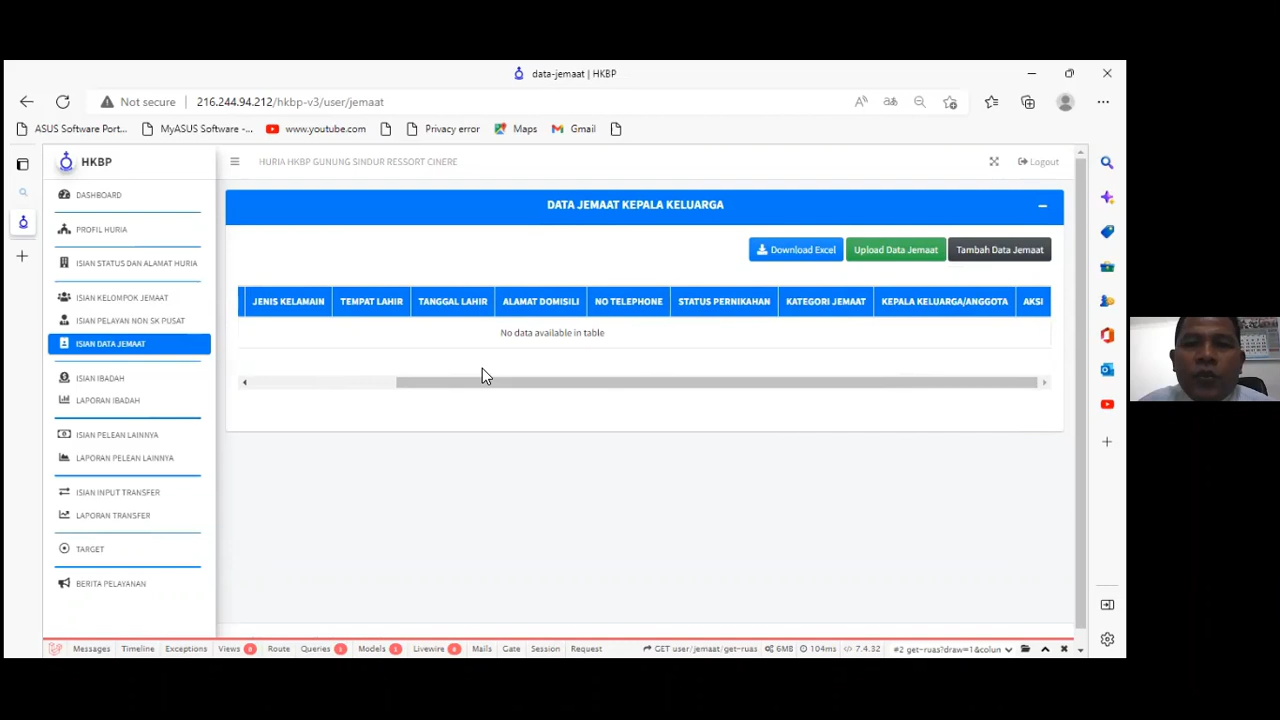 data-jemaat | HKBP
Not secure 216.244.94.212/hkbp-v3/user/jemaat
ASUS Software Port... MyASUS Software -... www.youtube.com Privacy error Maps Gmail
HKBP
HURIA HKBP GUNUNG SINDUR RESSORT CINERE
Logout
DASHBOARD
PROFIL HURIA
ISIAN STATUS DAN ALAMAT HURIA
ISIAN KELOMPOK JEMAAT
ISIAN PELAYAN NON SK PUSAT
ISIAN DATA JEMAAT
ISIAN IBADAH
LAPORAN IBADAH
ISIAN PELEAN LAINNYA
LAPORAN PELEAN LAINNYA
ISIAN INPUT TRANSFER
LAPORAN TRANSFER
TARGET
BERITA PELAYANAN
DATA JEMAAT KEPALA KELUARGA
Download Excel Upload Data Jemaat Tambah Data Jemaat
JENIS KELAMAIN TEMPAT LAHIR TANGGAL LAHIR ALAMAT DOMISILI NO TELEPHONE STATUS PERNIKAHAN KATEGORI JEMAAT KEPALA KELUARGA/ANGGOTA AKSI
No data available in table
Messages Timeline Exceptions Views Route Queries Models Livewire Mails Gate Session Request GET user/jemaat/get-ruas 6MB 104ms 7.4.32 #2 get-ruas?draw=1&colum